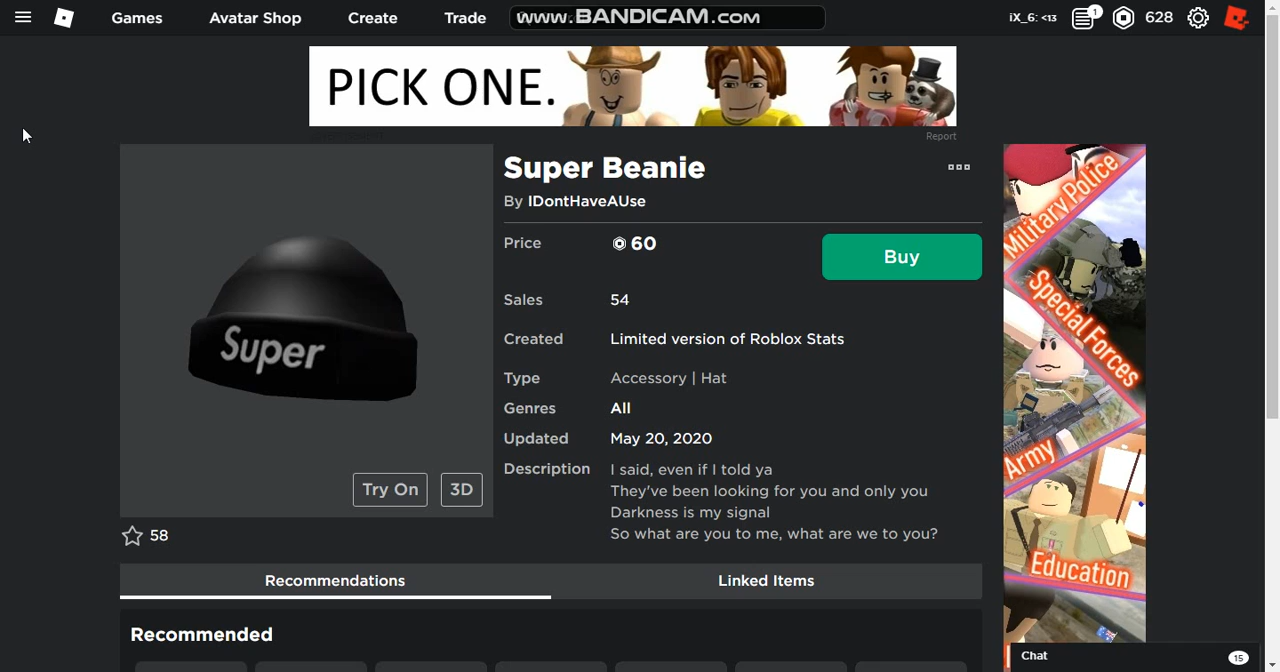 Games
Avatar Shop
Create
Trade
www.BANDICAM.com
iX_6: <13
1
628
PICK ONE.
Report
Super Beanie
By IDontHaveAUse
Price 60
Buy
Sales 54
Created Limited version of Roblox Stats
Type Accessory | Hat
Genres All
Updated May 20, 2020
Description I said, even if I told ya
They've been looking for you and only you
Darkness is my signal
So what are you to me, what are we to you?
Super
Try On
3D
58
Recommendations
Linked Items
Recommended
Military Police
Special Forces
Army
Education
Chat
15